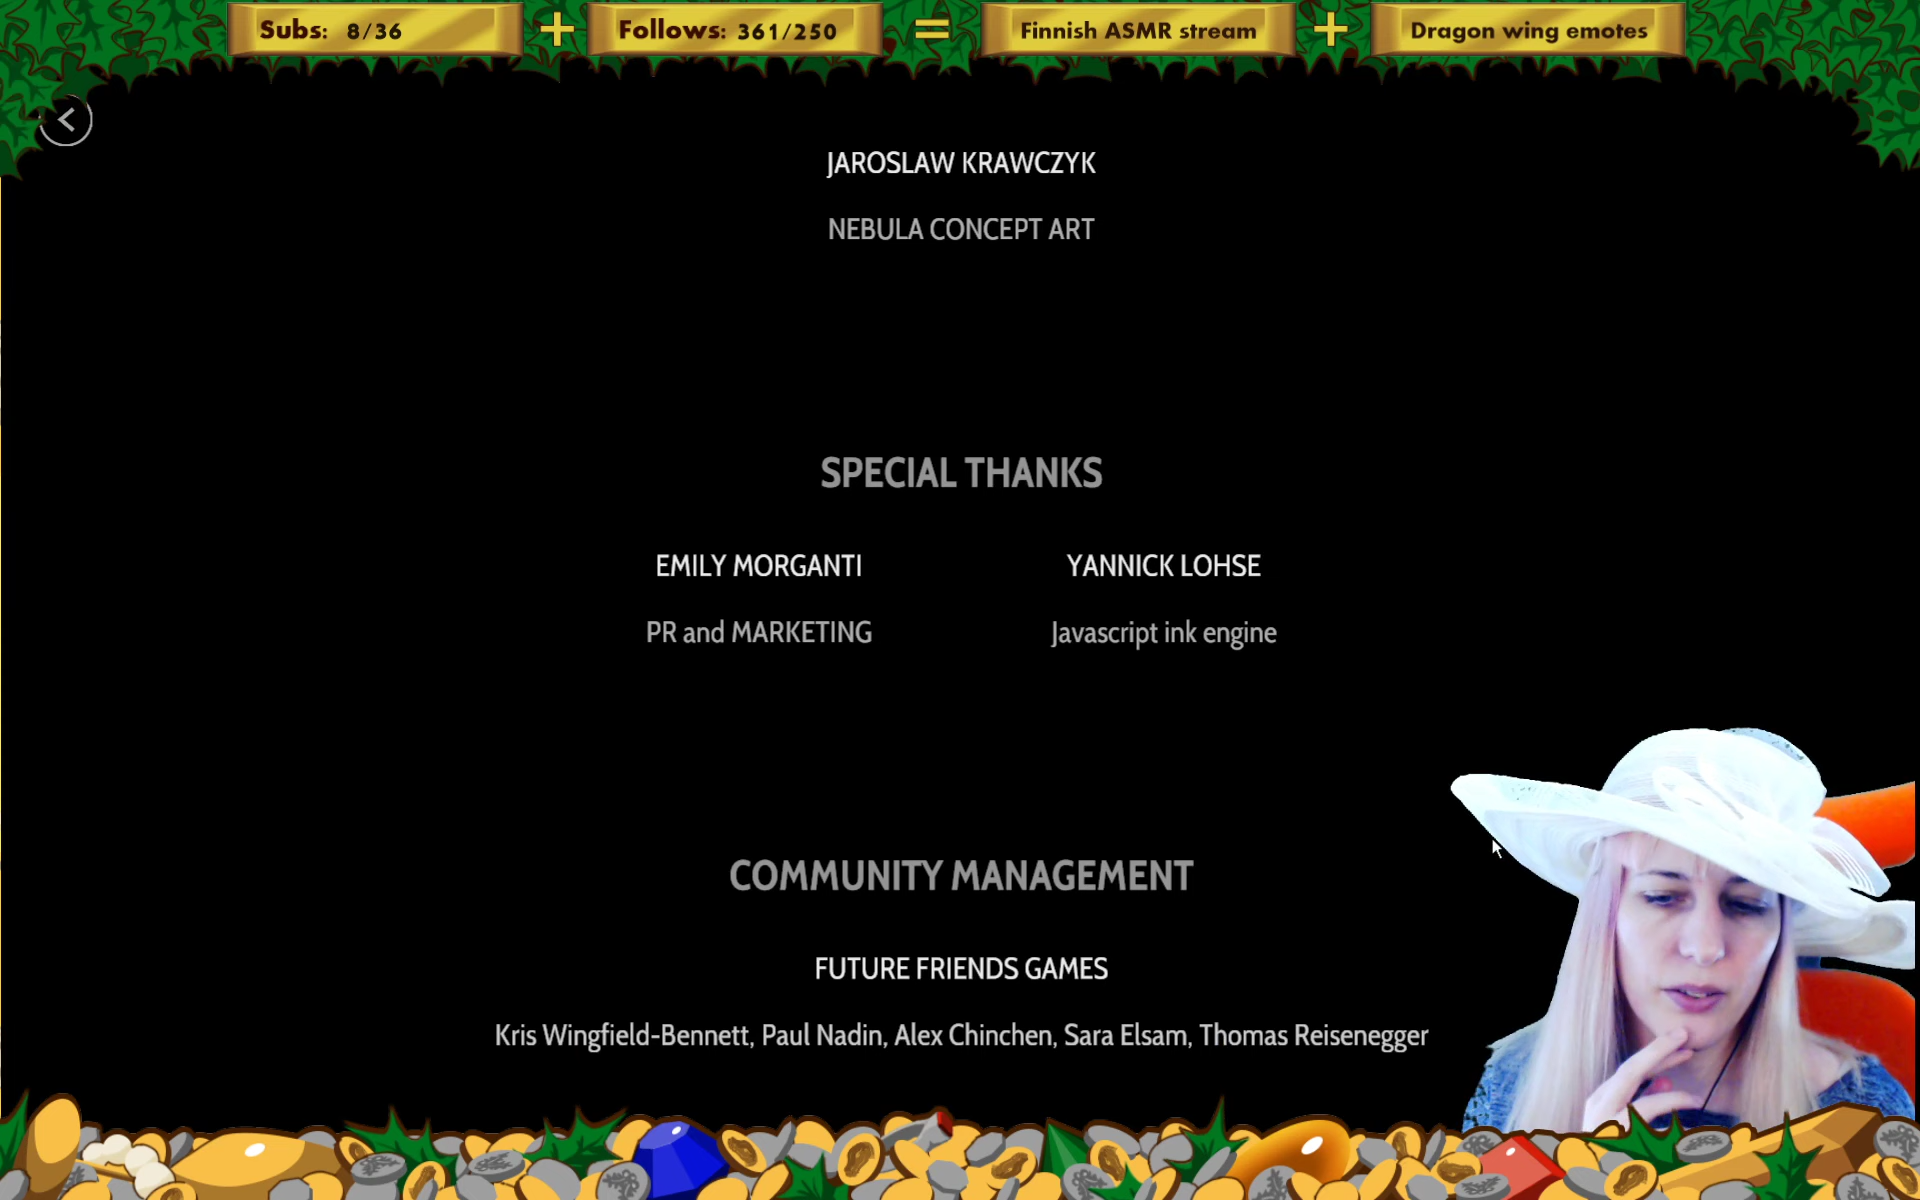 Subs: 8/36 + Follows: 361/250 = Finnish ASMR stream + Dragon wing emotes
JAROSLAW KRAWCZYK
NEBULA CONCEPT ART
SPECIAL THANKS
EMILY MORGANTI YANNICK LOHSE
PR and MARKETING Javascript ink engine
COMMUNITY MANAGEMENT
FUTURE FRIENDS GAMES
Kris Wingfield-Bennett, Paul Nadin, Alex Chinchen, Sara Elsam, Thomas Reisenegger